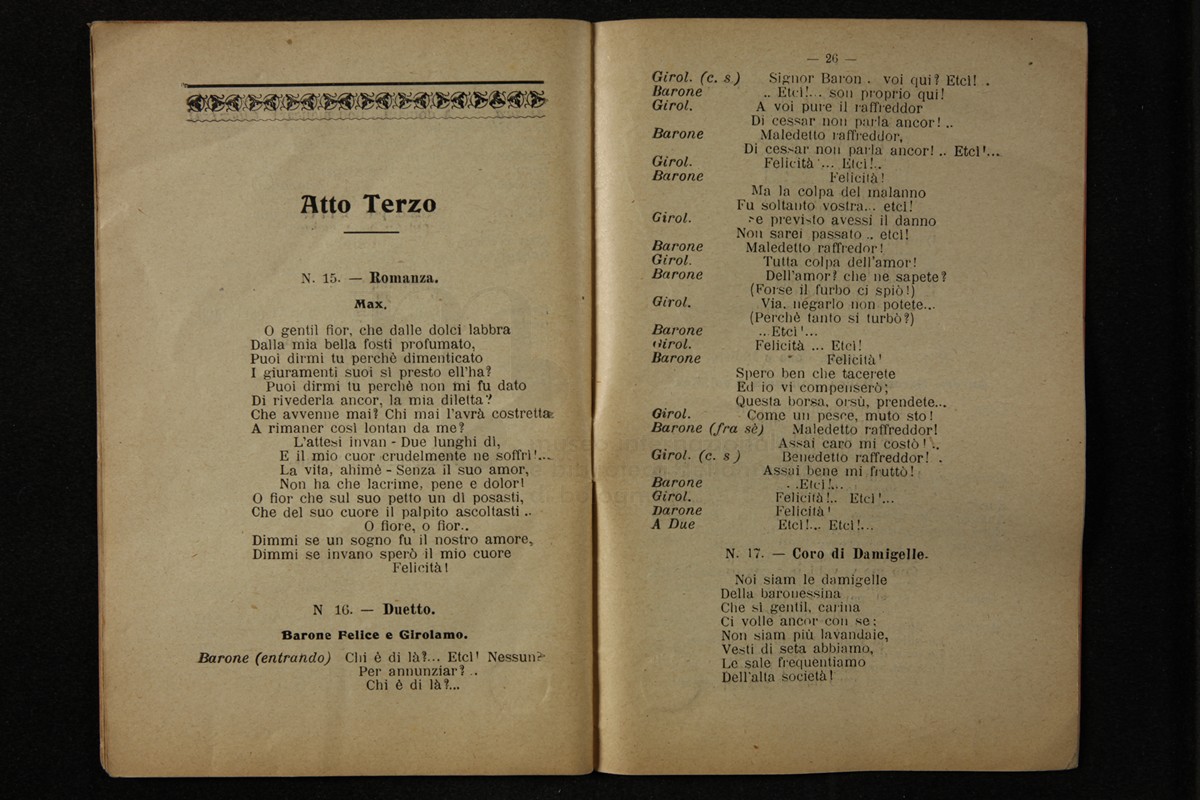 Atto Terzo
N. 15. — Romanza.
Max.
O gentil fior, che dalle dolci labbra
Dalla mia bella fosti profumato,
Puoi dirmi tu perchè dimenticato
I giuramenti suoi sì presto ell'ha?
Puoi dirmi tu perchè non mi fu dato
Di rivederla ancor, la mia diletta?
Che avvenne mai? Chi mai l'avrà costretta
A rimaner così lontan da me?
L'attesi invan - Due lunghi dì,
E il mio cuor crudelmente ne soffrì!...
La vita, ahimè - Senza il suo amor,
Non ha che lacrime, pene e dolor!
O fior che sul suo petto un dì posasti,
Che del suo cuore il palpito ascoltasti ..
O fiore, o fior..
Dimmi se un sogno fu il nostro amore,
Dimmi se invano sperò il mio cuore
Felicità!
N 16. — Duetto.
Barone Felice e Girolamo.
Barone (entrando) Chi è di là?... Etcì! Nessun?
Per annunziar? ..
Chi è di là?...
— 26 —
Girol. (c. s.) Signor Baron . voi qui? Etcì! .
Barone .. Etcì!... son proprio qui!
Girol. A voi pure il raffreddor
Di cessar non parla ancor! ..
Barone Maledetto raffreddor,
Di cessar non parla ancor! .. Etcì!...
Girol. Felicità!... Etcì!..
Barone Felicità!
Ma la colpa del malanno
Fu soltanto vostra... etcì!
Girol. Se previsto avessi il danno
Non sarei passato .. etcì!
Barone Maledetto raffredor!
Girol. Tutta colpa dell'amor!
Barone Dell'amor? che ne sapete?
(Forse il furbo ci spiò!)
Girol. Via. negarlo non potete...
(Perchè tanto si turbò?)
Barone ...Etcì!...
Girol. Felicità ... Etcì!
Barone Felicità!
Spero ben che tacerete
Ed io vi compenserò;
Questa borsa, orsù, prendete...
Girol. Come un pesce, muto sto!
Barone (fra sè) Maledetto raffreddor!
Assai caro mi costò! ..
Girol. (c. s) Benedetto raffreddor! .
Assai bene mi fruttò!
Barone . .Etcì!...
Girol. Felicità!.. Etcì!...
Barone Felicità!
A Due Etcì!... Etcì!...
N. 17. — Coro di Damigelle.
Noi siam le damigelle
Della baronessina
Che sì gentil, carina
Ci volle ancor con se;
Non siam più lavandaie,
Vesti di seta abbiamo,
Le sale frequentiamo
Dell'alta società!